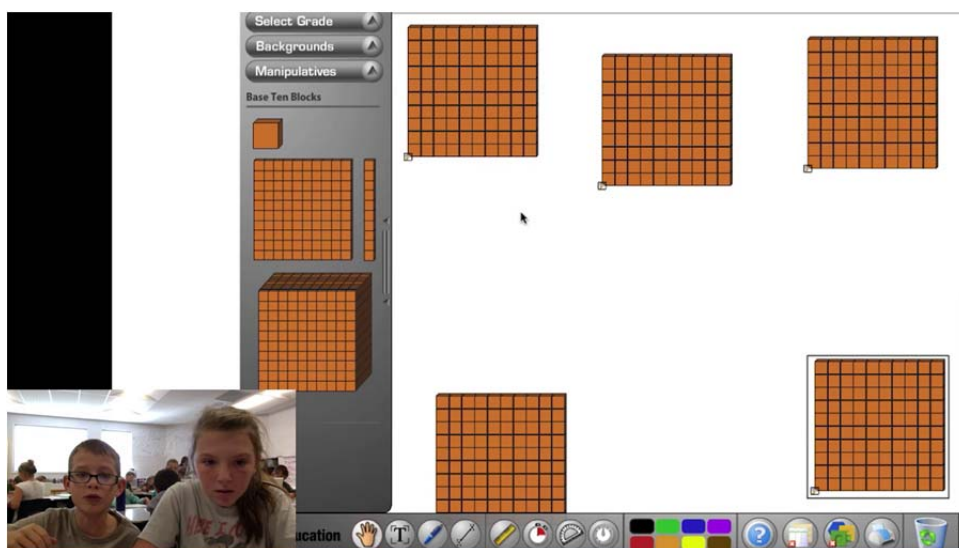 Select Grade
Backgrounds
Manipulatives
Base Ten Blocks
ucation
T